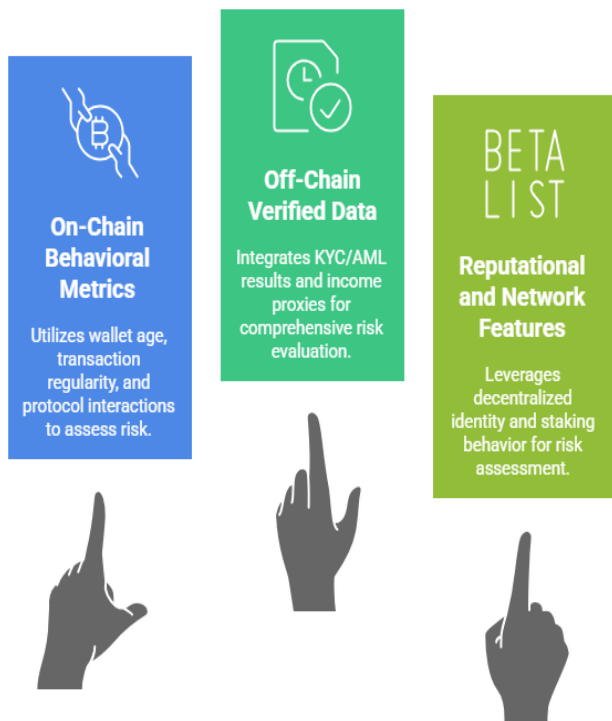 On-Chain
Behavioral
Metrics
Utilizes wallet age,
transaction
regularity, and
protocol interactions
to assess risk.
Off-Chain
Verified Data
Integrates KYC/AML
results and income
proxies for
comprehensive risk
evaluation.
BETA
LIST
Reputational
and Network
Features
Leverages
decentralized
identity and staking
behavior for risk
assessment.